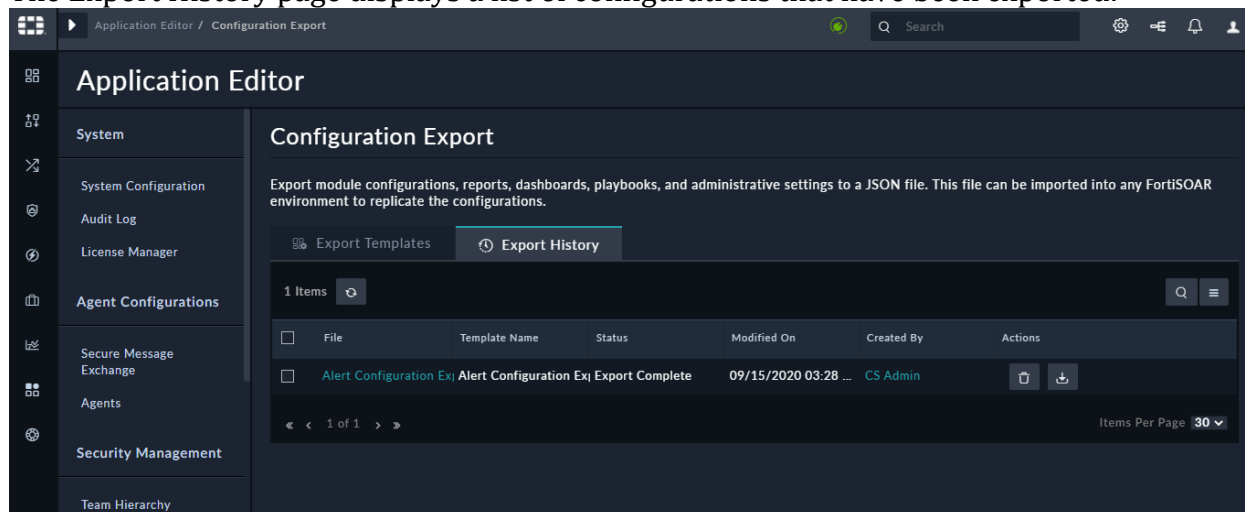 The Export History page displays a list of configurations that have been exported.
Application Editor / Configuration Export
Search
Application Editor
System
System Configuration
Audit Log
License Manager
Agent Configurations
Secure Message
Exchange
Agents
Security Management
Team Hierarchy
Configuration Export
Export module configurations, reports, dashboards, playbooks, and administrative settings to a JSON file. This file can be imported into any FortiSOAR
environment to replicate the configurations.
Export Templates Export History
1 Items
File Template Name Status Modified On Created By Actions
Alert Configuration Exp Alert Configuration Exp Export Complete 09/15/2020 03:28 ... CS Admin
1 of 1
Items Per Page 30